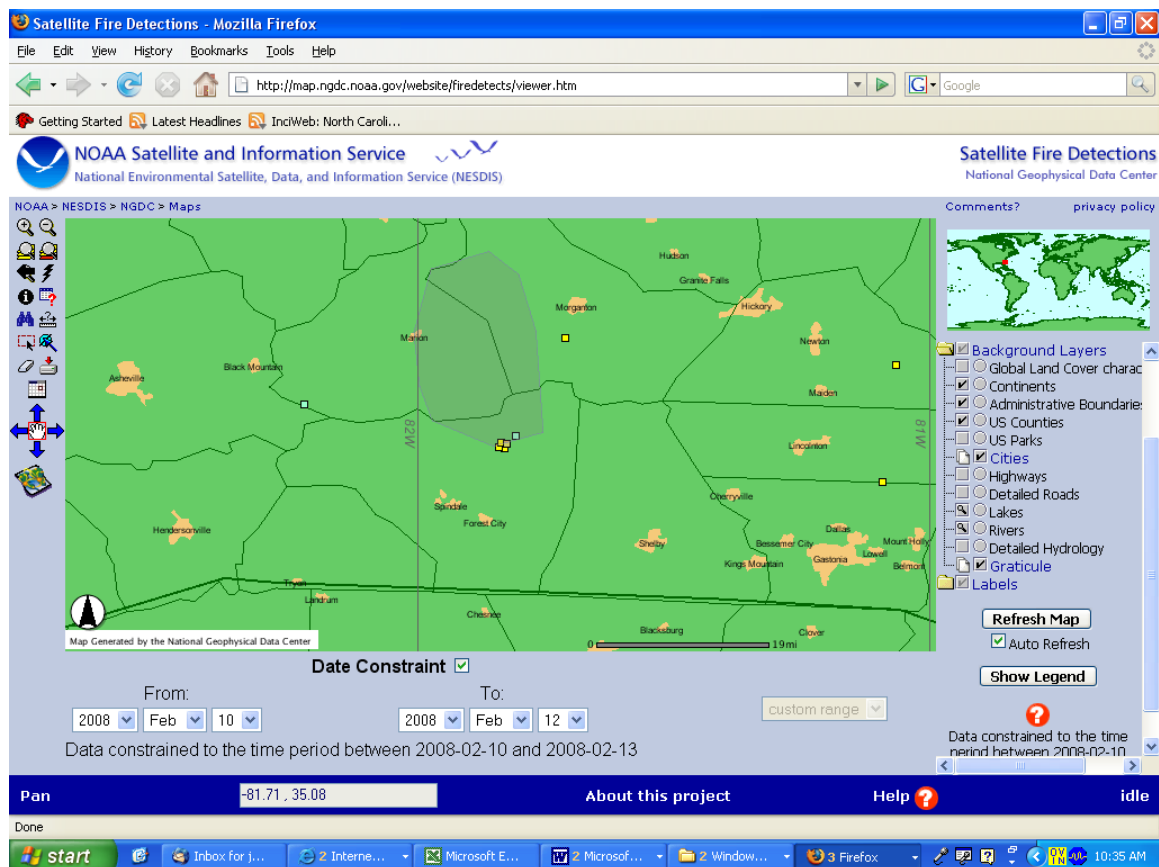 Satellite Fire Detections - Mozilla Firefox
File Edit View History Bookmarks Tools Help
http://map.ngdc.noaa.gov/website/firedetects/viewer.htm
G Google
Getting Started Latest Headlines InciWeb: North Caroli...
NOAA Satellite and Information Service
National Environmental Satellite, Data, and Information Service (NESDIS)
Satellite Fire Detections
National Geophysical Data Center
NOAA > NESDIS > NGDC > Maps
Comments? privacy policy
Hudson
Granite Falls
Hickory
Morganton
Marion
Newton
Black Mountain
Asheville
Maiden
82W
81W
Lincolnton
Cherryville
Spindale
Forest City
Hendersonville
Shelby
Dallas
Bessemer City
Mount Holly
Lowell
Gastonia
Kings Mountain
Belmont
Tryon
Landrum
Chesnee
Blacksburg
Clover
Map Generated by the National Geophysical Data Center
0 19mi
Background Layers
Global Land Cover charac
Continents
Administrative Boundaries
US Counties
US Parks
Cities
Highways
Detailed Roads
Lakes
Rivers
Detailed Hydrology
Graticule
Labels
Refresh Map
Auto Refresh
Show Legend
Data constrained to the time
period between 2008-02-10
Date Constraint
From: To:
2008 Feb 10 2008 Feb 12
custom range
Data constrained to the time period between 2008-02-10 and 2008-02-13
Pan -81.71 , 35.08 About this project Help ? idle
Done
start Inbox for j... 2 Interne... Microsoft E... 2 Microsof... 2 Window... 3 Firefox 10:35 AM